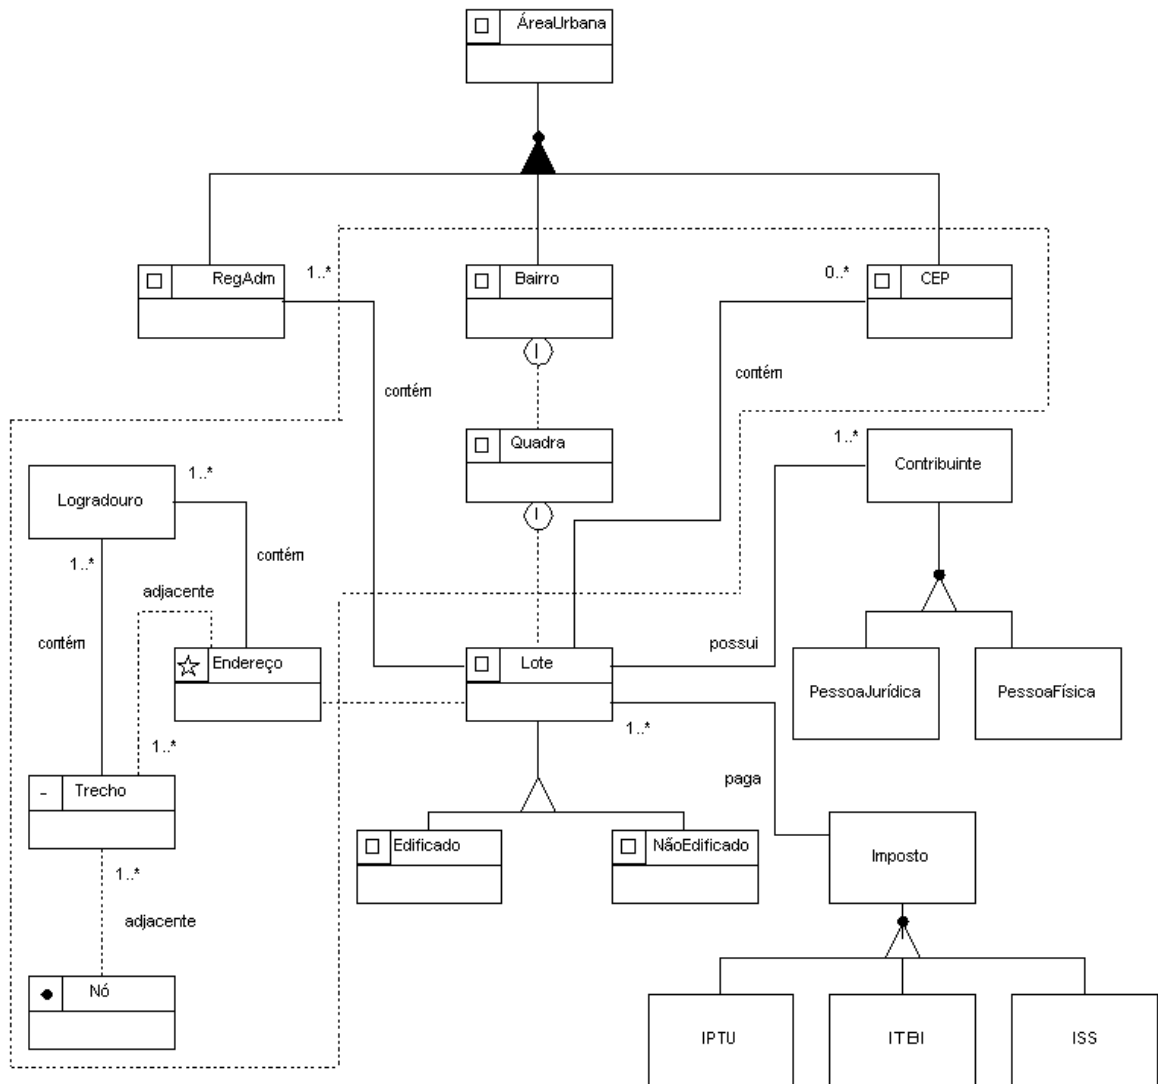 ÁreaUrbana
RegAdm
1..*
Bairro
0..*
CEP
contém
contém
Quadra
1..*
Contribuinte
Logradouro
1..*
contém
1..*
adjacente
contém
possui
Endereço
Lote
PessoaJurídica
PessoaFísica
1..*
1..*
Trecho
paga
Edificado
NãoEdificado
Imposto
1..*
adjacente
Nó
IPTU
ITBI
ISS